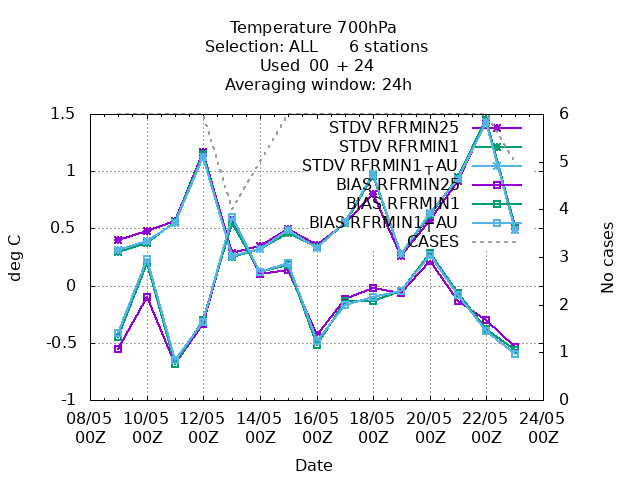 Temperature 700hPa
Selection: ALL 6 stations
Used 00 + 24
Averaging window: 24h
STDV RFRMIN25
STDV RFRMIN1
STDV RFRMIN1TAU
BIAS RFRMIN25
BIAS RFRMIN1
BIAS RFRMIN1TAU
CASES
1.5
1
0.5
0
-0.5
-1
deg C
6
5
4
3
2
1
0
No cases
08/05 10/05 12/05 14/05 16/05 18/05 20/05 22/05 24/05
00Z 00Z 00Z 00Z 00Z 00Z 00Z 00Z 00Z
Date